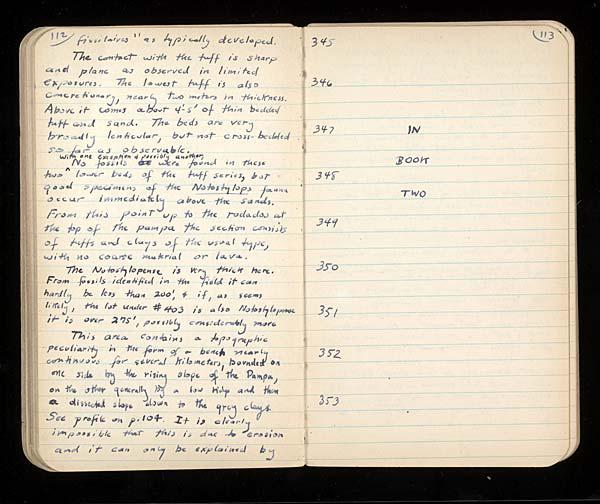 112
fissilaires" as typically developed.
The contact with the tuff is sharp
and plane as observed in limited
exposures. The lowest tuff is also
concretionary, nearly two meters in thickness.
Above it comes about 4-5' of thin bedded
tuff and sand. The beds are very
broadly lenticular, but not cross-bedded
so far as observable.
with one exception & possibly another,
No fossils were found in these
two ^ lower beds of the tuff series, but
good specimens of the Notostylops fauna
occur immediately above the sands.
From this point up to the rodados at
the top of the pampa the section consists
of tuffs and clays of the usual type,
with no coarse material or lava.
The Notostylopense is very thick here.
From fossils identified in the field it can
hardly be less than 200', & if, as seems
likely, the lot under #403 is also Notostylopense
it is over 275', possibly considerably more
This area contains a topographic
peculiarity in the form of a bench nearly
continuous for several kilometers, bounded on
one side by the rising slope of the Pampa,
on the other generally by a low ridge and then
a dissected slope down to the grey clays.
See profile on p. 104. It is clearly
impossible that this is due to erosion
and it can only be explained by
113
345
346
347 IN
BOOK
348
TWO
349
350
351
352
353